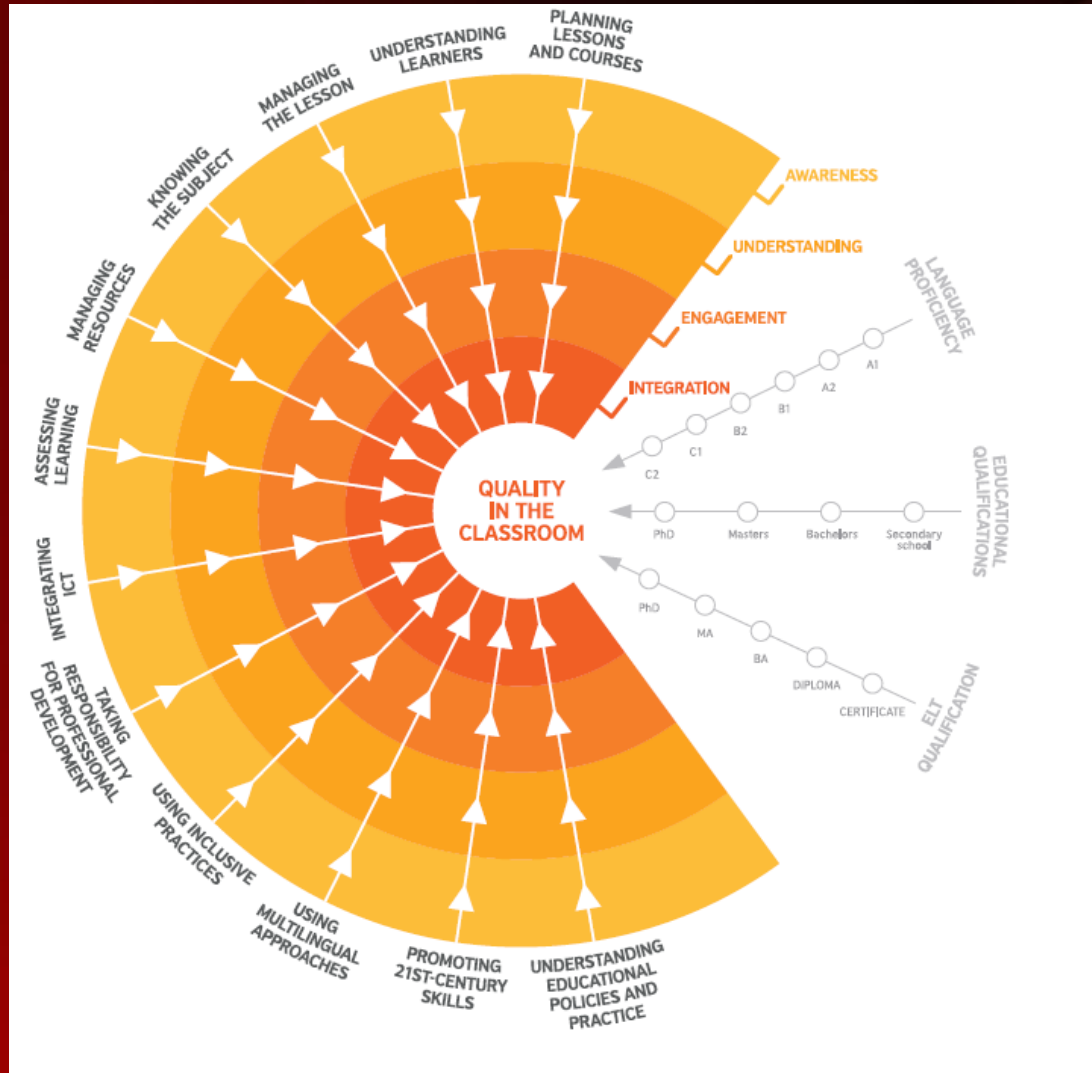 PLANNING
LESSONS
AND COURSES
UNDERSTANDING
LEARNERS
MANAGING
THE LESSON
KNOWING
THE SUBJECT
MANAGING
RESOURCES
ASSESSING
LEARNING
INTEGRATING
ICT
TAKING
RESPONSIBILITY
FOR PROFESSIONAL
DEVELOPMENT
USING INCLUSIVE
PRACTICES
USING
MULTILINGUAL
APPROACHES
PROMOTING
21ST-CENTURY
SKILLS
UNDERSTANDING
EDUCATIONAL
POLICIES AND
PRACTICE
AWARENESS
UNDERSTANDING
ENGAGEMENT
INTEGRATION
QUALITY
IN THE
CLASSROOM
LANGUAGE
PROFICIENCY
A1
A2
B1
B2
C1
C2
EDUCATIONAL
QUALIFICATIONS
PhD
Masters
Bachelors
Secondary
school
PhD
MA
BA
DIPLOMA
CERTIFICATE
ELT
QUALIFICATION